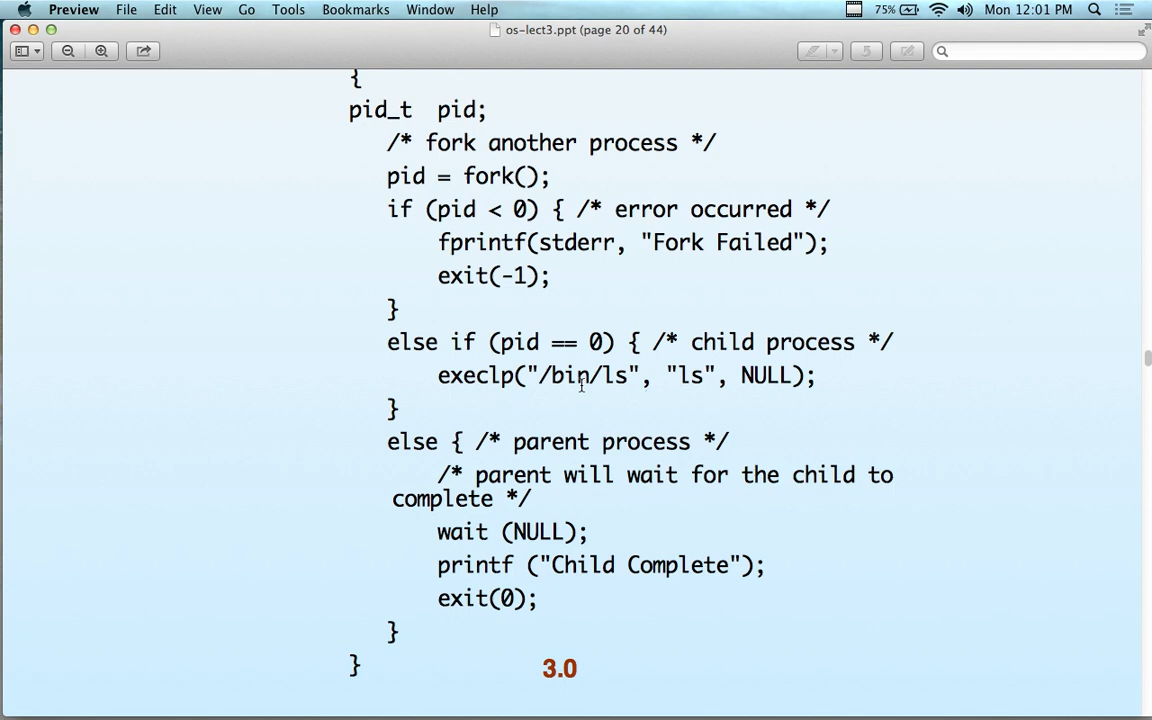 Preview File Edit View Go Tools Bookmarks Window Help 75% Mon 12:01 PM
os-lect3.ppt (page 20 of 44)
{
pid_t pid;
/* fork another process */
pid = fork();
if (pid < 0) { /* error occurred */
fprintf(stderr, "Fork Failed");
exit(-1);
}
else if (pid == 0) { /* child process */
execlp("/bin/ls", "ls", NULL);
}
else { /* parent process */
/* parent will wait for the child to
complete */
wait (NULL);
printf ("Child Complete");
exit(0);
}
}
3.0